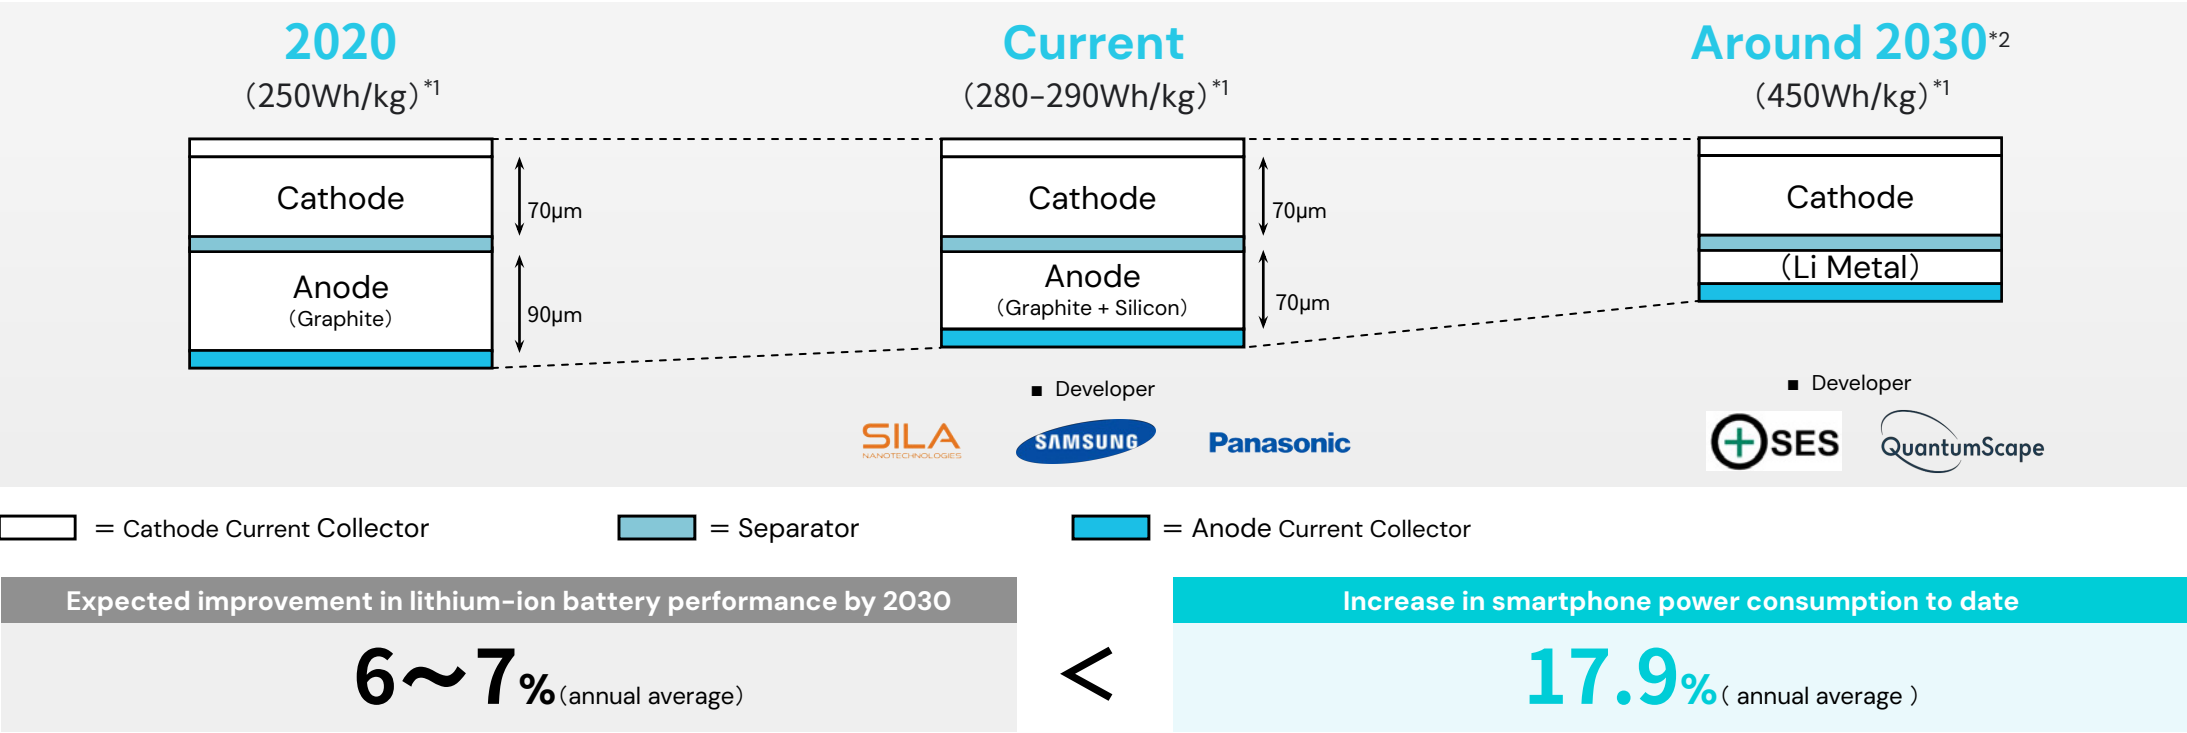 2020
（250Wh/kg）*1
Current
（280-290Wh/kg）*1
Around 2030*2
（450Wh/kg）*1
Cathode
70μm
Anode
（Graphite）
90μm
Cathode
70μm
Anode
（Graphite + Silicon）
70μm
Cathode
（Li Metal）
■ Developer
SILA
NANOTECHNOLOGIES
SAMSUNG
Panasonic
■ Developer
SES
QuantumScape
= Cathode Current Collector
= Separator
= Anode Current Collector
Expected improvement in lithium-ion battery performance by 2030
6～7%（annual average）
<
Increase in smartphone power consumption to date
17.9%（ annual average ）